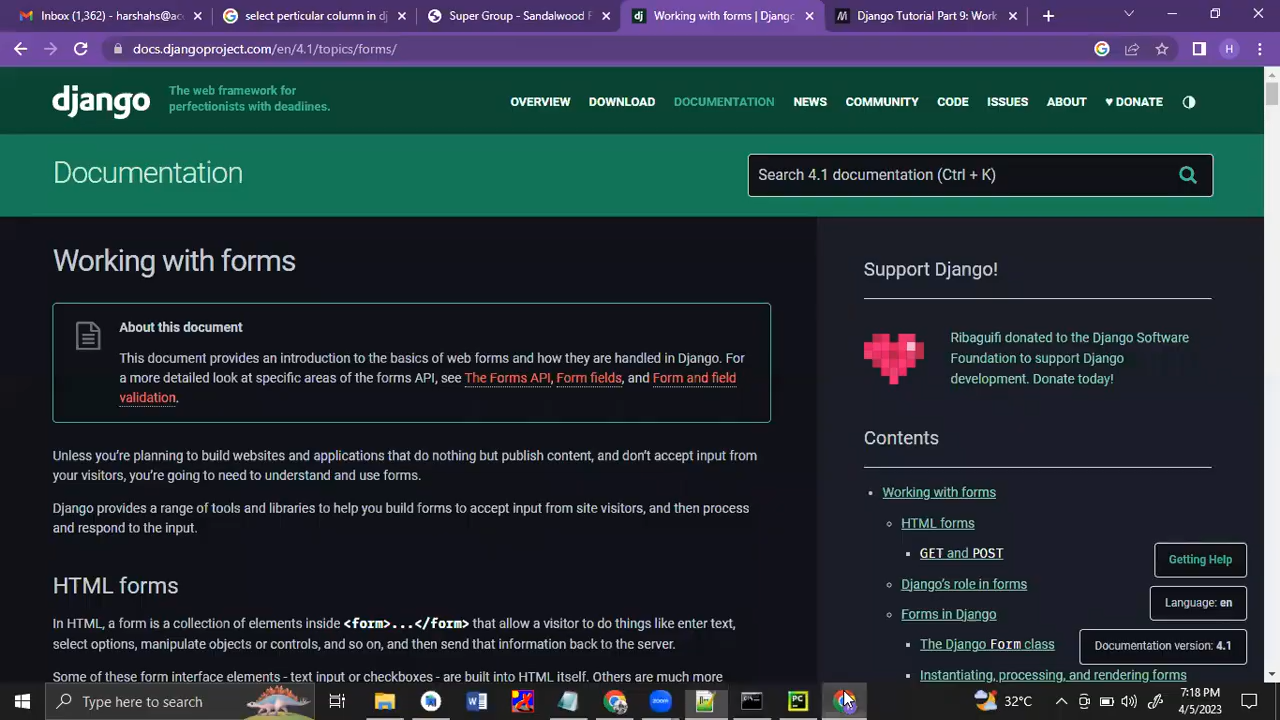 Inbox (1,362) - harshahs@ac
select perticular column in dj
Super Group - Sandalwood F
Working with forms | Django
Django Tutorial Part 9: Work
docs.djangoproject.com/en/4.1/topics/forms/
H
django
The web framework for
perfectionists with deadlines.
OVERVIEW
DOWNLOAD
DOCUMENTATION
NEWS
COMMUNITY
CODE
ISSUES
ABOUT
♥ DONATE
Documentation
Search 4.1 documentation (Ctrl + K)
Working with forms
About this document
This document provides an introduction to the basics of web forms and how they are handled in Django. For
a more detailed look at specific areas of the forms API, see The Forms API, Form fields, and Form and field
validation.
Unless you're planning to build websites and applications that do nothing but publish content, and don't accept input from
your visitors, you're going to need to understand and use forms.
Django provides a range of tools and libraries to help you build forms to accept input from site visitors, and then process
and respond to the input.
HTML forms
In HTML, a form is a collection of elements inside <form>...</form> that allow a visitor to do things like enter text,
select options, manipulate objects or controls, and so on, and then send that information back to the server.
Some of these form interface elements - text input or checkboxes - are built into HTML itself. Others are much more
Support Django!
Ribaguifi donated to the Django Software
Foundation to support Django
development. Donate today!
Contents
Working with forms
HTML forms
GET and POST
Django's role in forms
Forms in Django
The Django Form class
Instantiating, processing, and rendering forms
Getting Help
Language: en
Documentation version: 4.1
Type here to search
zoom
PC
32°C
7:18 PM
4/5/2023